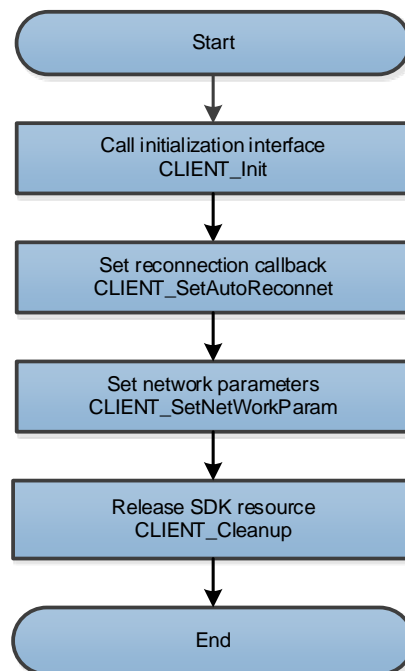 Start
Call initialization interface
CLIENT_Init
Set reconnection callback
CLIENT_SetAutoReconnet
Set network parameters
CLIENT_SetNetWorkParam
Release SDK resource
CLIENT_Cleanup
End